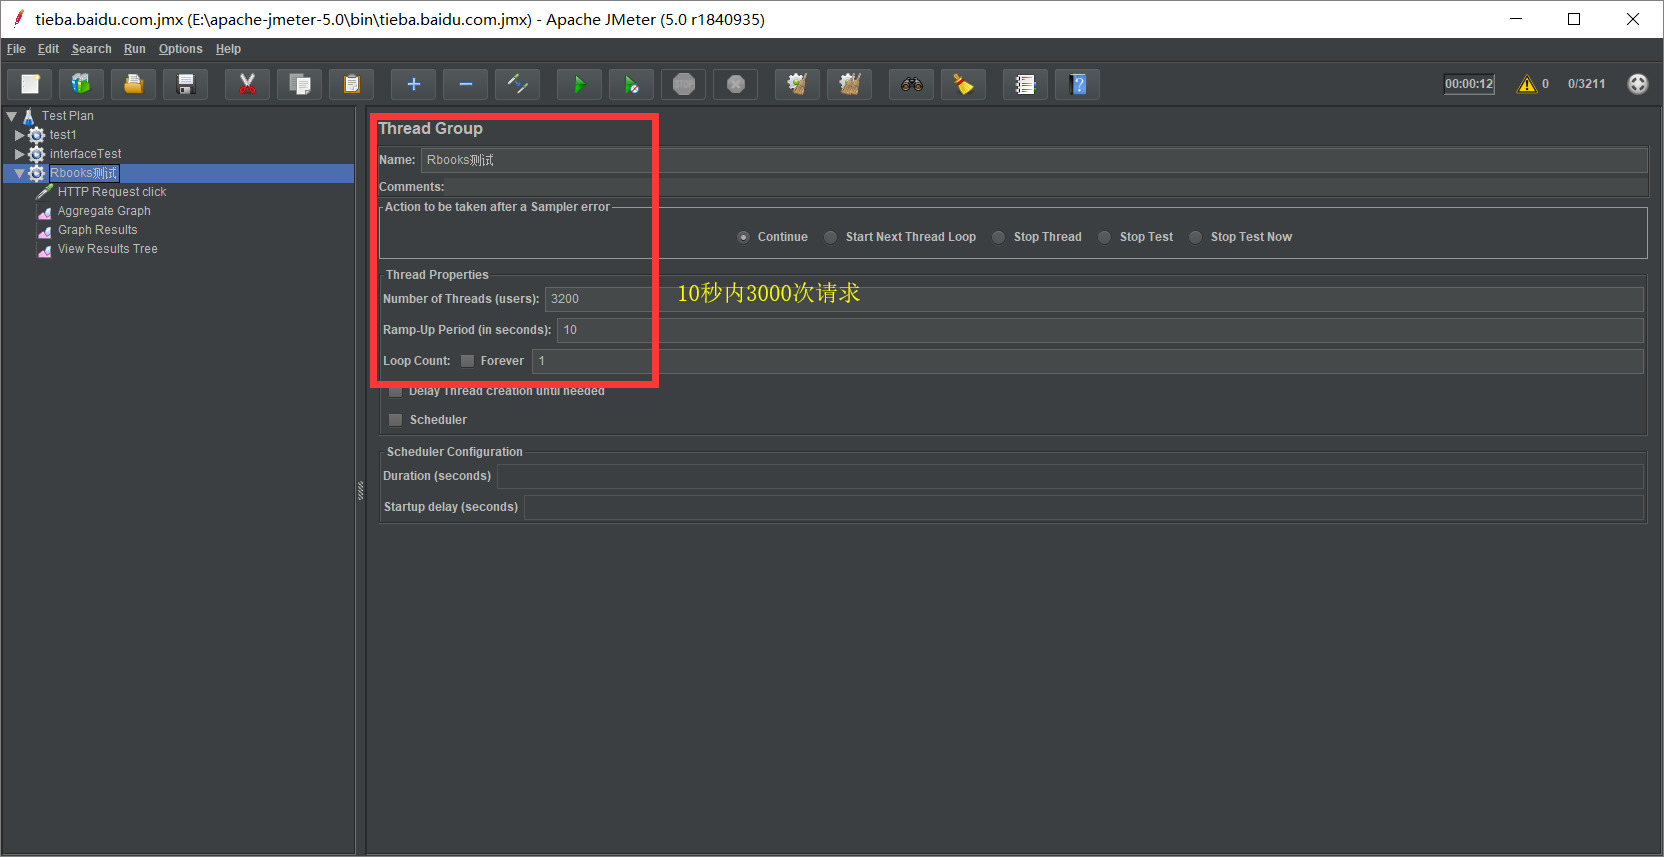 tieba.baidu.com.jmx (E:\apache-jmeter-5.0\bin\tieba.baidu.com.jmx) - Apache JMeter (5.0 r1840935)
File Edit Search Run Options Help
00:00:12 0 0/3211
Test Plan
test1
interfaceTest
Rbooks测试
HTTP Request click
Aggregate Graph
Graph Results
View Results Tree
Thread Group
Name: Rbooks测试
Comments:
Action to be taken after a Sampler error
Continue Start Next Thread Loop Stop Thread Stop Test Stop Test Now
Thread Properties
Number of Threads (users): 3200
10秒内3000次请求
Ramp-Up Period (in seconds): 10
Loop Count: Forever 1
Delay Thread creation until needed
Scheduler
Scheduler Configuration
Duration (seconds)
Startup delay (seconds)